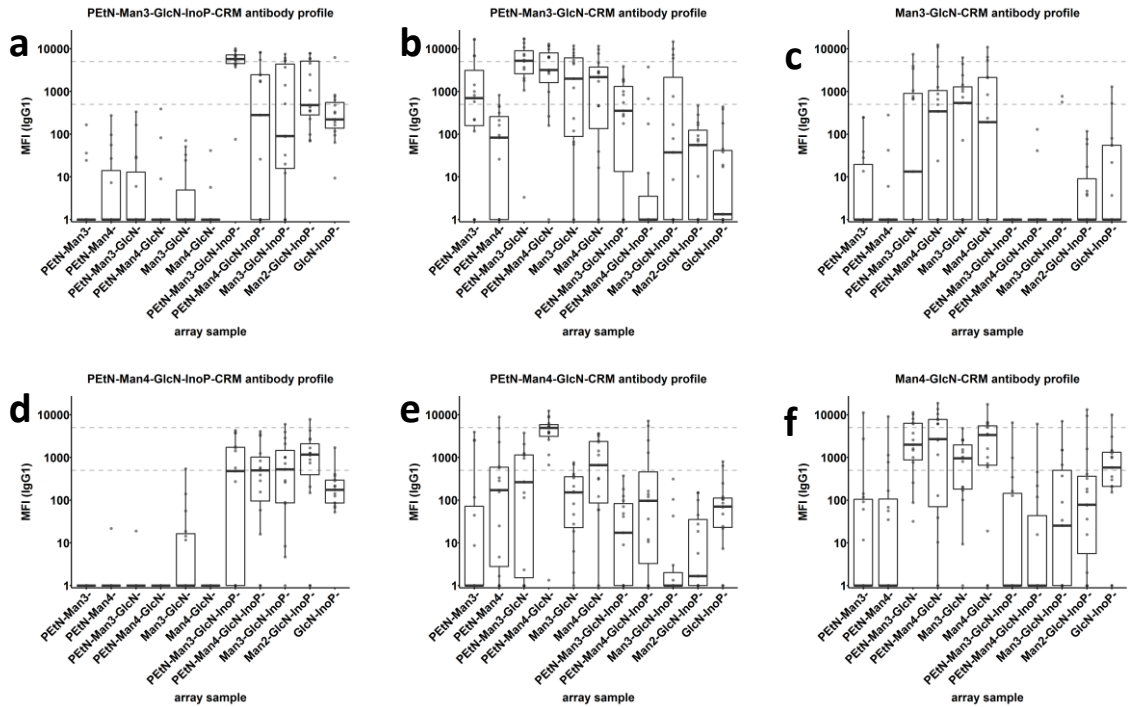 PEtN-Man3-GlcN-InoP-CRM antibody profile
a
MFI (IgG1)
10000
1000
100
10
1
PEtN-Man3-
PEtN-Man4-
PEtN-Man3-GlcN-
PEtN-Man4-GlcN-
Man3-GlcN-
Man4-GlcN-
PEtN-Man3-GlcN-InoP-
PEtN-Man4-GlcN-InoP-
Man3-GlcN-InoP-
Man2-GlcN-InoP-
GlcN-InoP-
array sample
PEtN-Man3-GlcN-CRM antibody profile
b
MFI (IgG1)
10000
1000
100
10
1
PEtN-Man3-
PEtN-Man4-
PEtN-Man3-GlcN-
PEtN-Man4-GlcN-
Man3-GlcN-
Man4-GlcN-
PEtN-Man3-GlcN-InoP-
PEtN-Man4-GlcN-InoP-
Man3-GlcN-InoP-
Man2-GlcN-InoP-
GlcN-InoP-
array sample
Man3-GlcN-CRM antibody profile
c
MFI (IgG1)
10000
1000
100
10
1
PEtN-Man3-
PEtN-Man4-
PEtN-Man3-GlcN-
PEtN-Man4-GlcN-
Man3-GlcN-
Man4-GlcN-
PEtN-Man3-GlcN-InoP-
PEtN-Man4-GlcN-InoP-
Man3-GlcN-InoP-
Man2-GlcN-InoP-
GlcN-InoP-
array sample
PEtN-Man4-GlcN-InoP-CRM antibody profile
d
MFI (IgG1)
10000
1000
100
10
1
PEtN-Man3-
PEtN-Man4-
PEtN-Man3-GlcN-
PEtN-Man4-GlcN-
Man3-GlcN-
Man4-GlcN-
PEtN-Man3-GlcN-InoP-
PEtN-Man4-GlcN-InoP-
Man3-GlcN-InoP-
Man2-GlcN-InoP-
GlcN-InoP-
array sample
PEtN-Man4-GlcN-CRM antibody profile
e
MFI (IgG1)
10000
1000
100
10
1
PEtN-Man3-
PEtN-Man4-
PEtN-Man3-GlcN-
PEtN-Man4-GlcN-
Man3-GlcN-
Man4-GlcN-
PEtN-Man3-GlcN-InoP-
PEtN-Man4-GlcN-InoP-
Man3-GlcN-InoP-
Man2-GlcN-InoP-
GlcN-InoP-
array sample
Man4-GlcN-CRM antibody profile
f
MFI (IgG1)
10000
1000
100
10
1
PEtN-Man3-
PEtN-Man4-
PEtN-Man3-GlcN-
PEtN-Man4-GlcN-
Man3-GlcN-
Man4-GlcN-
PEtN-Man3-GlcN-InoP-
PEtN-Man4-GlcN-InoP-
Man3-GlcN-InoP-
Man2-GlcN-InoP-
GlcN-InoP-
array sample